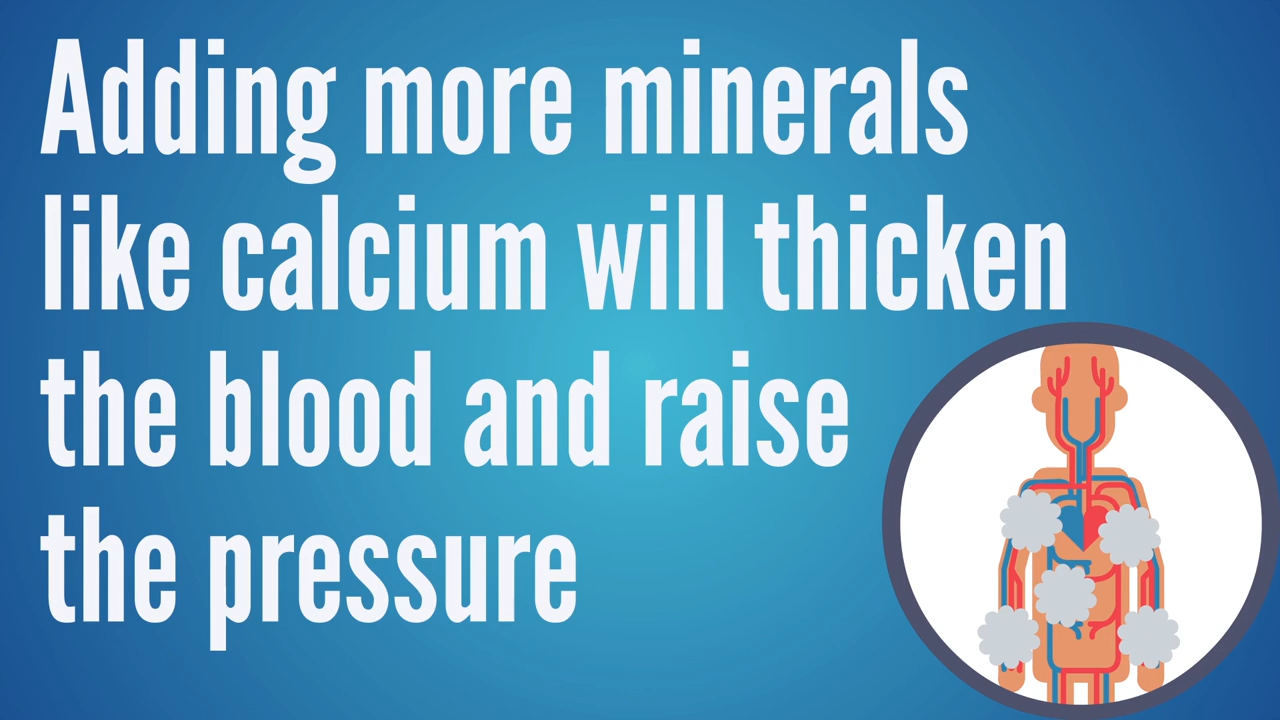 Adding more minerals
like calcium will thicken
the blood and raise
the pressure